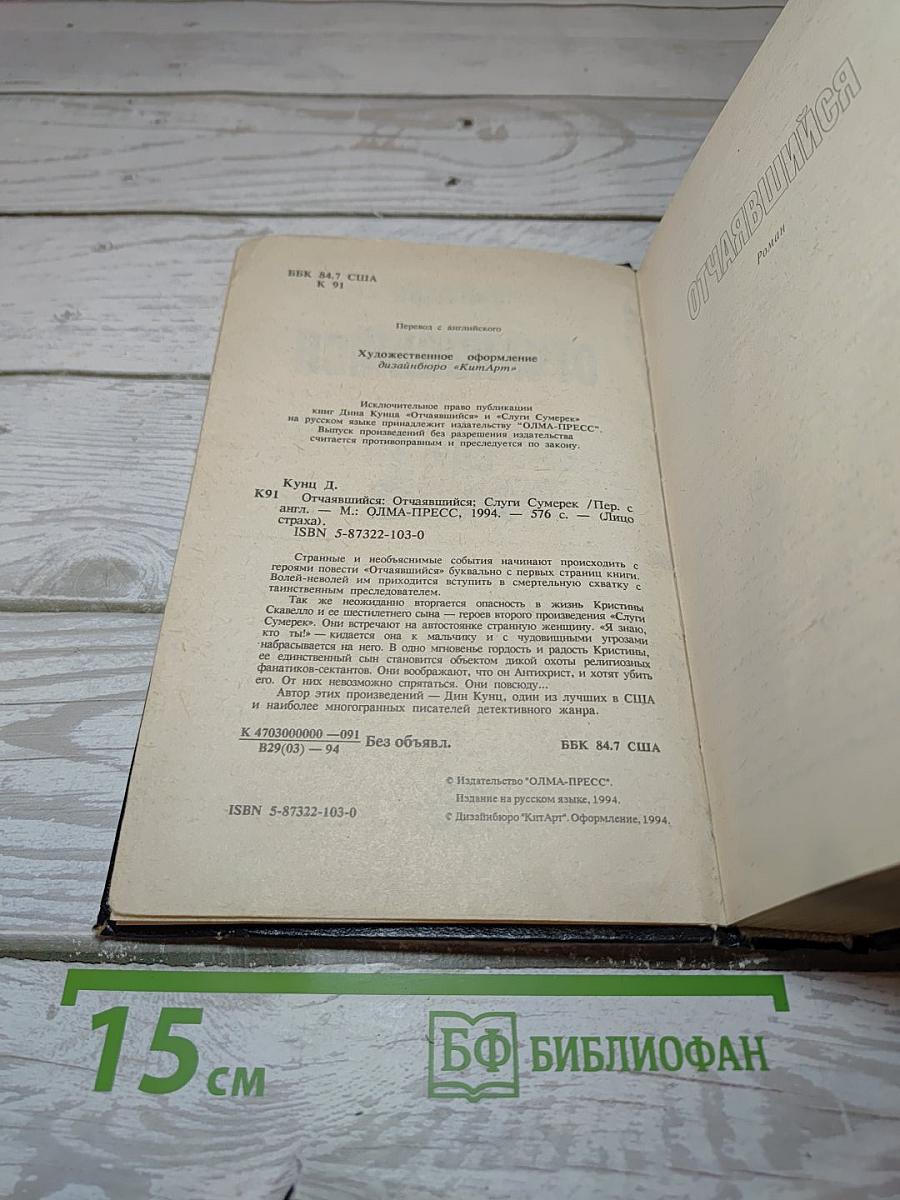 ББК 84.7 США
К 91
Перевод с английского
Художественное оформление
дизайнбюро «КитАрт»
Исключительное право публикации
книг Дина Кунца «Отчаявшийся» и «Слуги Сумерек»
на русском языке принадлежит издательству "ОЛМА-ПРЕСС".
Выпуск произведений без разрешения издательства
считается противоправным и преследуется по закону.
Кунц Д.
К91 Отчаявшийся: Отчаявшийся; Слуги Сумерек /Пер. с
англ. — М.: ОЛМА-ПРЕСС, 1994. — 576 с. — (Лицо
страха).
ISBN 5-87322-103-0
Странные и необъяснимые события начинают происходить с
героями повести «Отчаявшийся» буквально с первых страниц книги.
Волей-неволей им приходится вступить в смертельную схватку с
таинственным преследователем.
Так же неожиданно вторгается опасность в жизнь Кристины
Скавелло и ее шестилетнего сына — героев второго произведения «Слуги
Сумерек». Они встречают на автостоянке странную женщину. «Я знаю,
кто ты!» — кидается она к мальчику и с чудовищными угрозами
набрасывается на него. В одно мгновенье гордость и радость Кристины,
ее единственный сын становится объектом дикой охоты религиозных
фанатиков-сектантов. Они воображают, что он Антихрист, и хотят убить
его. От них невозможно спрятаться. Они повсюду...
Автор этих произведений — Дин Кунц, один из лучших в США
и наиболее многогранных писателей детективного жанра.
К 4703000000 —091
В29(03) — 94
Без объявл.
ББК 84.7 США
© Издательство "ОЛМА-ПРЕСС".
Издание на русском языке, 1994.
ISBN 5-87322-103-0
© Дизайнбюро "КитАрт". Оформление, 1994.
ОТЧАЯВШИЙСЯ
Роман
15 см
БФ БИБЛИОФАН